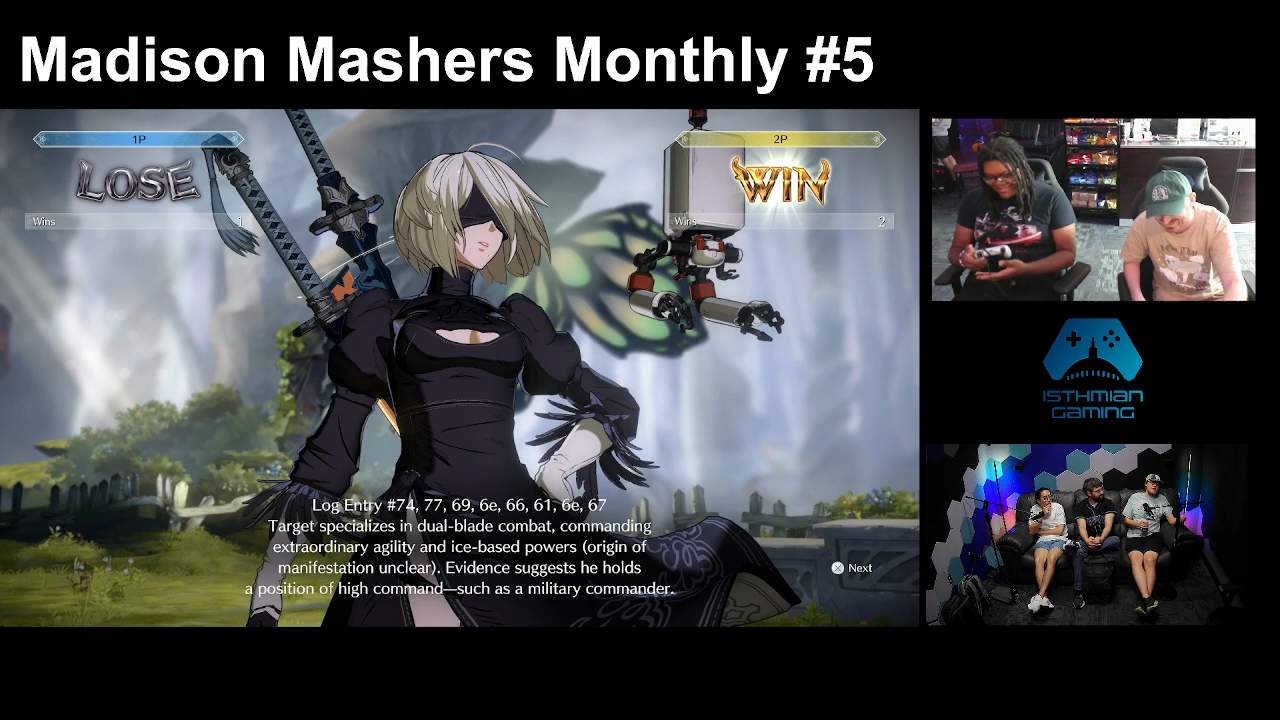 Madison Mashers Monthly #5
1P
2P
LOSE
WIN
Wins 1
Wins 2
Log Entry #74, 77, 69, 6e, 66, 61, 6e, 67
Target specializes in dual-blade combat, commanding
extraordinary agility and ice-based powers (origin of
manifestation unclear). Evidence suggests he holds
a position of high command—such as a military commander.
Next
ISTHMIAN
GAMING